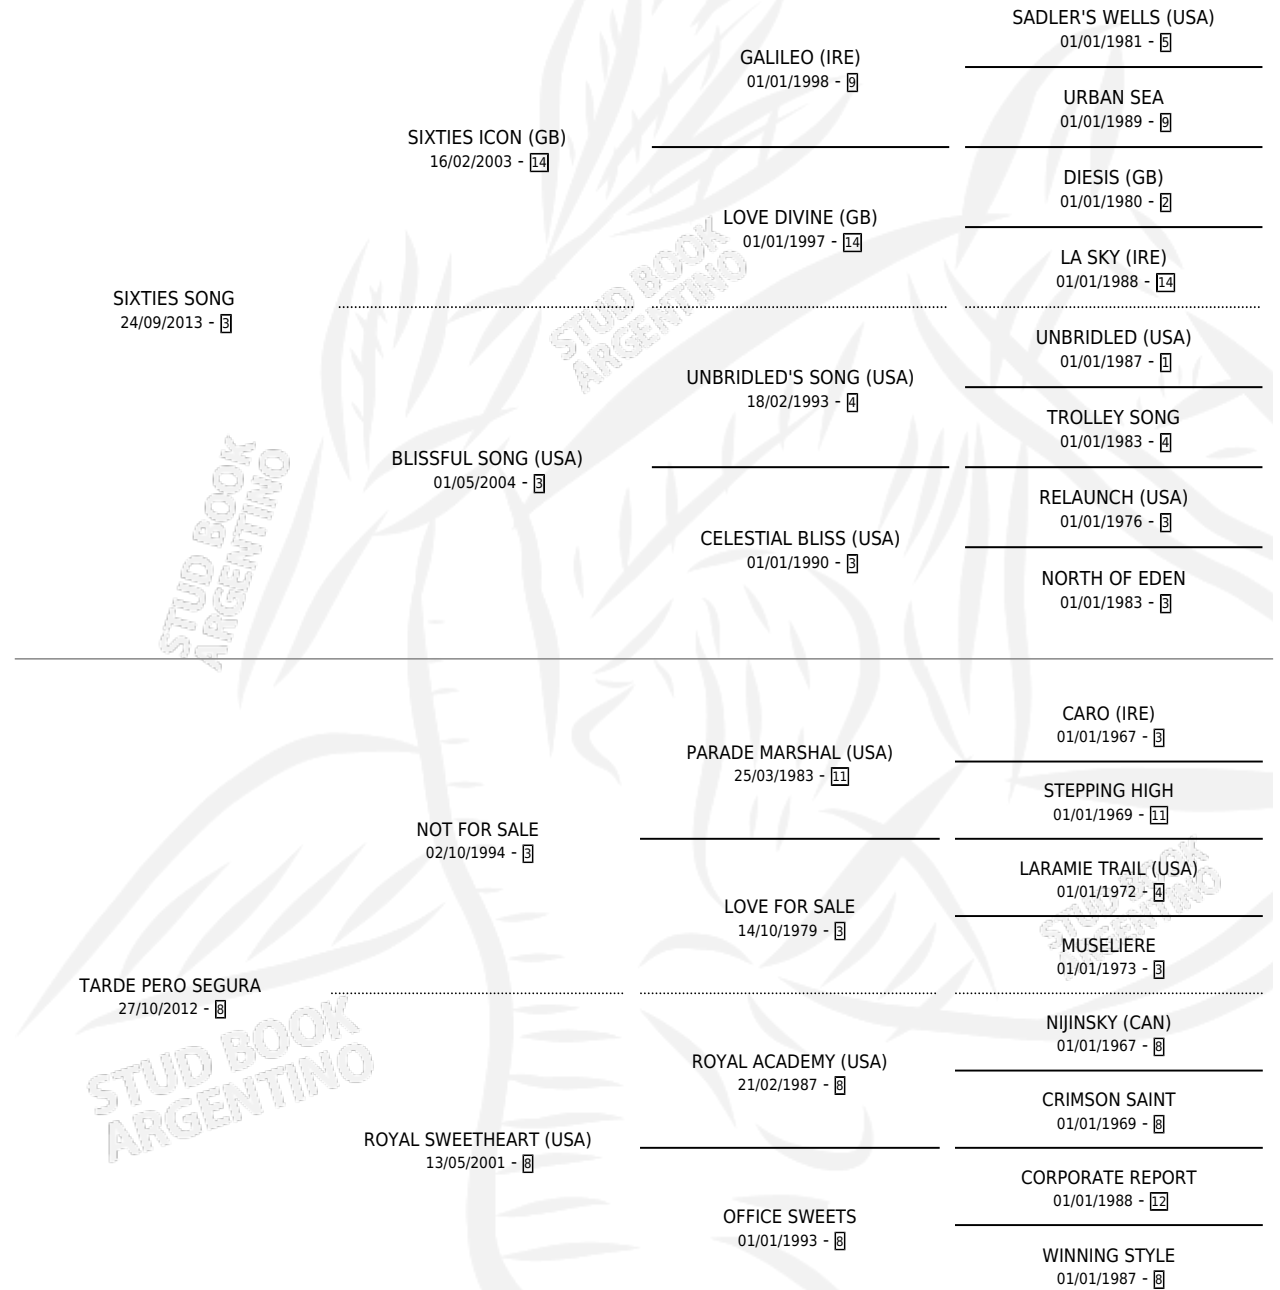 SADLER'S WELLS (USA)
01/01/1981 - 5
GALILEO (IRE)
01/01/1998 - 9
URBAN SEA
01/01/1989 - 9
SIXTIES ICON (GB)
16/02/2003 - 14
DIESIS (GB)
01/01/1980 - 2
LOVE DIVINE (GB)
01/01/1997 - 14
LA SKY (IRE)
01/01/1988 - 14
SIXTIES SONG
24/09/2013 - 3
STUD BOOK
ARGENTINO
UNBRIDLED (USA)
01/01/1987 - 1
UNBRIDLED'S SONG (USA)
18/02/1993 - 4
TROLLEY SONG
01/01/1983 - 4
BLISSFUL SONG (USA)
01/05/2004 - 3
RELAUNCH (USA)
01/01/1976 - 3
CELESTIAL BLISS (USA)
01/01/1990 - 3
NORTH OF EDEN
01/01/1983 - 3
STUD BOOK
ARGENTINO
CARO (IRE)
01/01/1967 - 3
PARADE MARSHAL (USA)
25/03/1983 - 11
STEPPING HIGH
01/01/1969 - 11
NOT FOR SALE
02/10/1994 - 3
LARAMIE TRAIL (USA)
01/01/1972 - 4
LOVE FOR SALE
14/10/1979 - 3
MUSELIERE
01/01/1973 - 3
STUD BOOK
ARGENTINO
TARDE PERO SEGURA
27/10/2012 - 8
NIJINSKY (CAN)
01/01/1967 - 8
ROYAL ACADEMY (USA)
21/02/1987 - 8
CRIMSON SAINT
01/01/1969 - 8
STUD BOOK
ARGENTINO
ROYAL SWEETHEART (USA)
13/05/2001 - 8
CORPORATE REPORT
01/01/1988 - 12
OFFICE SWEETS
01/01/1993 - 8
WINNING STYLE
01/01/1987 - 8